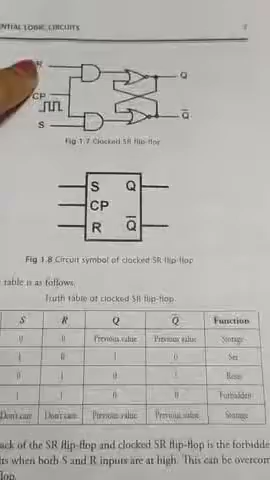 ENTIAL LOGIC CIRCUITS 7
R
Q
CP
Q̅
S
Fig 1.7 Clocked SR flip-flop
S Q
CP
R Q̅
Fig 1.8 Circuit symbol of clocked SR flip-flop
table is as follows.
Truth table of clocked SR flip-flop
S R Q Q̅ Function
0 0 Previous value Previous value Storage
1 0 1 0 Set
0 1 0 1 Reset
1 1 0 0 Forbidden
Don't care Don't care Previous value Previous value Storage
ack of the SR flip-flop and clocked SR flip-flop is the forbidde
lts when both S and R inputs are at high. This can be overcom
flop.